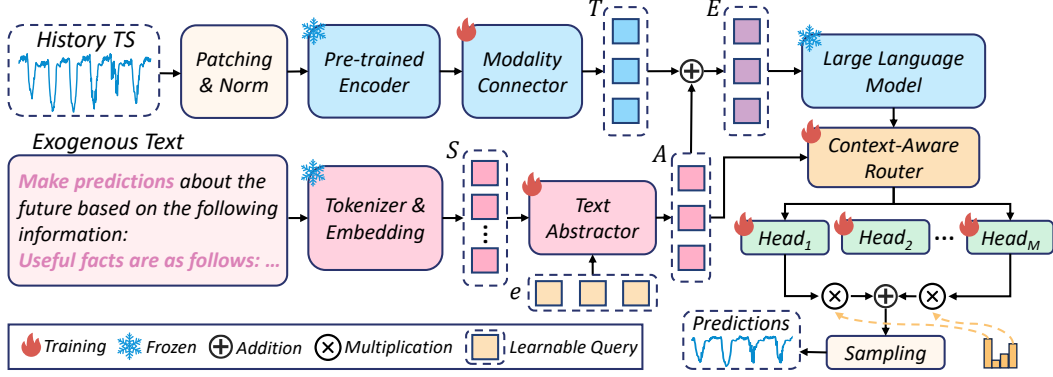 History TS
Patching
& Norm
Pre-trained
Encoder
Modality
Connector
T
E
Large Language
Model
Exogenous Text
Make predictions about the
future based on the following
information:
Useful facts are as follows: ...
Tokenizer &
Embedding
S
Text
Abstractor
A
e
Context-Aware
Router
Head1
Head2
...
HeadM
Predictions
Sampling
Training
Frozen
Addition
Multiplication
Learnable Query